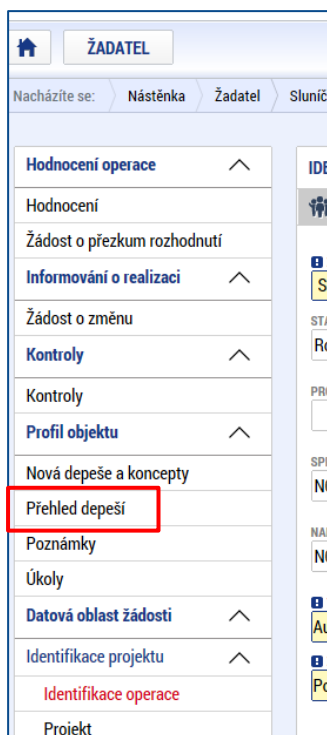 ŽADATEL
Nacházíte se: Nástěnka Žadatel
Hodnocení operace
Hodnocení
Žádost o přezkum rozhodnutí
Informování o realizaci
Žádost o změnu
Kontroly
Kontroly
Profil objektu
Nová depeše a koncepty
Přehled depeší
Poznámky
Úkoly
Datová oblast žádosti
Identifikace projektu
Identifikace operace
Projekt